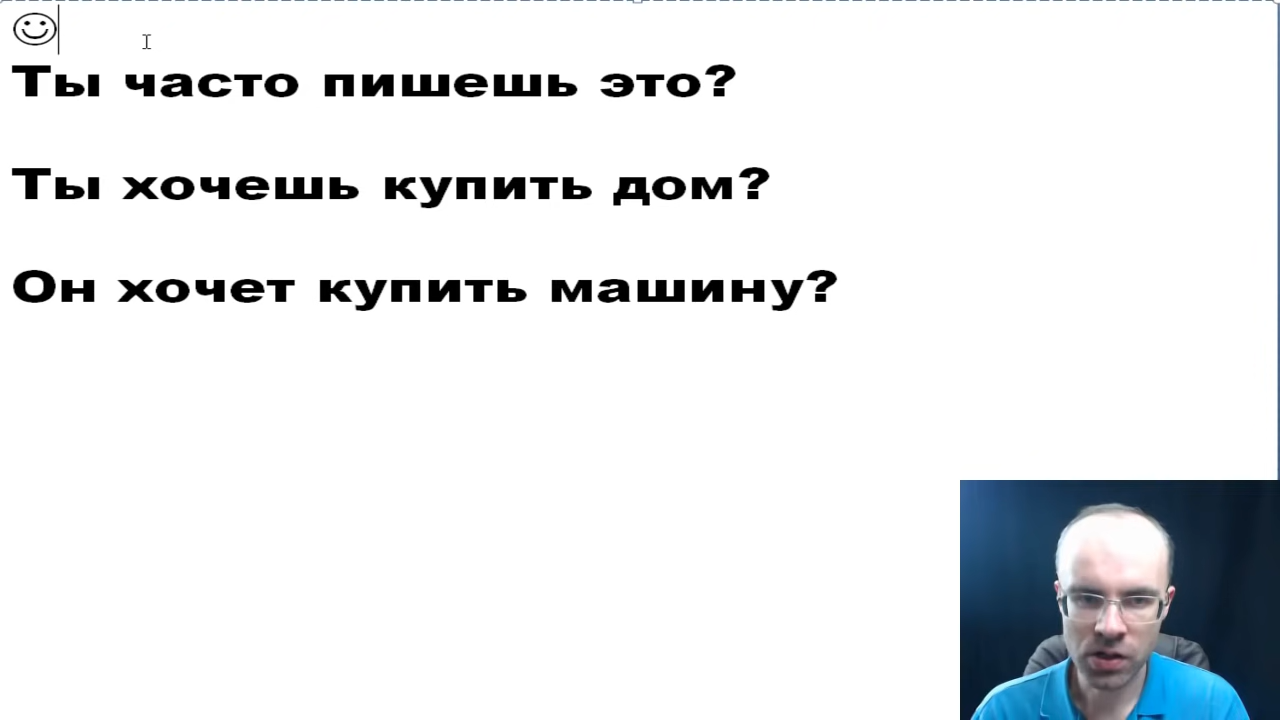 ☺
Ты часто пишешь это?
Ты хочешь купить дом?
Он хочет купить машину?